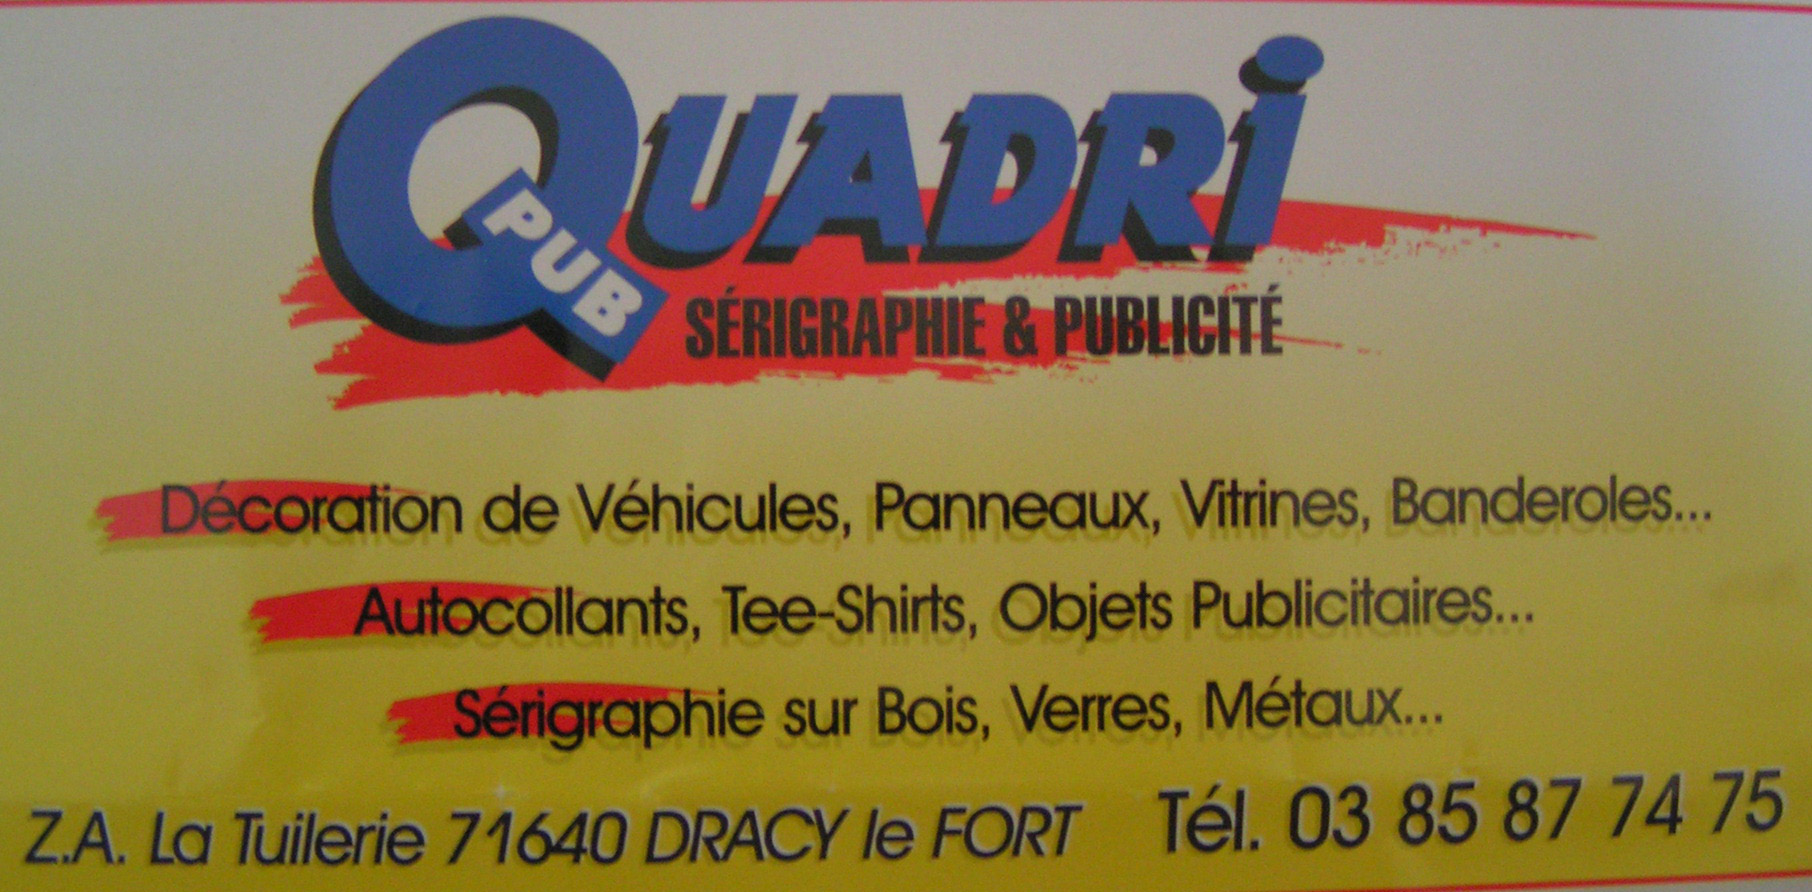 QUADRi
PUB
SÉRIGRAPHIE & PUBLICITÉ
Décoration de Véhicules, Panneaux, Vitrines, Banderoles...
Autocollants, Tee-Shirts, Objets Publicitaires...
Sérigraphie sur Bois, Verres, Métaux...
Z.A. La Tuilerie 71640 DRACY le FORT Tél. 03 85 87 74 75